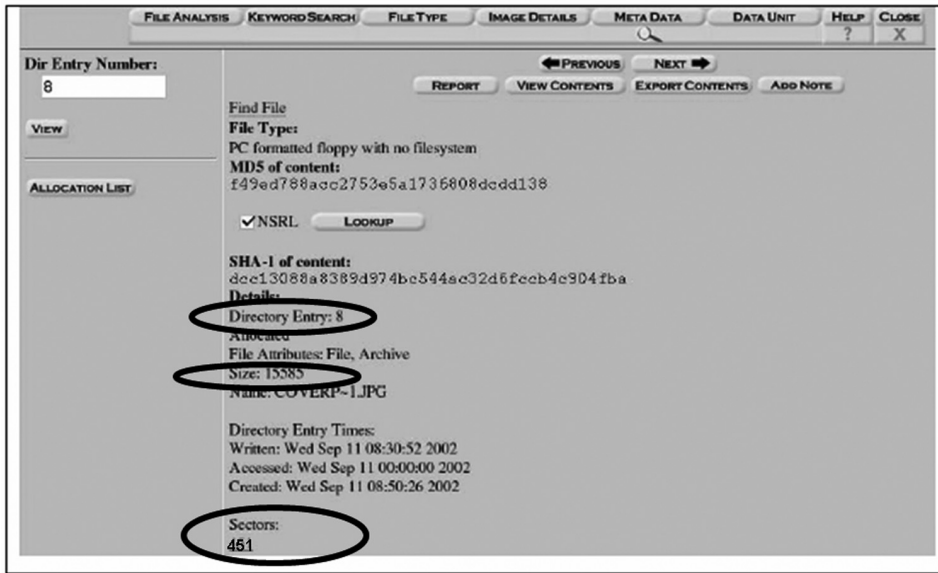 FILE ANALYSIS KEYWORD SEARCH FILE TYPE IMAGE DETAILS META DATA DATA UNIT HELP CLOSE
? X
Dir Entry Number:
8
VIEW
ALLOCATION LIST
PREVIOUS NEXT
REPORT VIEW CONTENTS EXPORT CONTENTS ADD NOTE
Find File
File Type:
PC formatted floppy with no filesystem
MD5 of content:
f49ed788acc2753e5a1736808dcdd138
NSRL LOOKUP
SHA-1 of content:
dcc13088a8389d974bc544ac32d6fccb4c904fba
Details:
Directory Entry: 8
Allocated
File Attributes: File, Archive
Size: 15585
Name: COVERP~1.JPG
Directory Entry Times:
Written: Wed Sep 11 08:30:52 2002
Accessed: Wed Sep 11 00:00:00 2002
Created: Wed Sep 11 08:50:26 2002
Sectors:
451